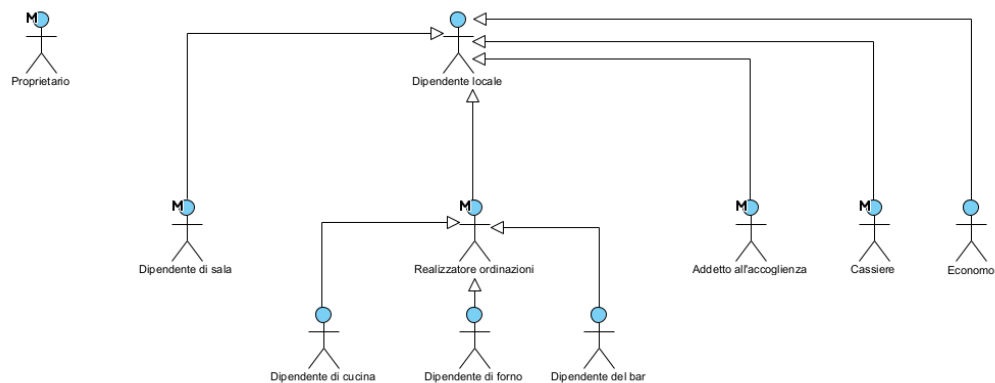 M
Proprietario
Dipendente locale
M
Dipendente di sala
M
Realizzatore ordinazioni
M
Addetto all'accoglienza
M
Cassiere
Economo
Dipendente di cucina
Dipendente di forno
Dipendente del bar